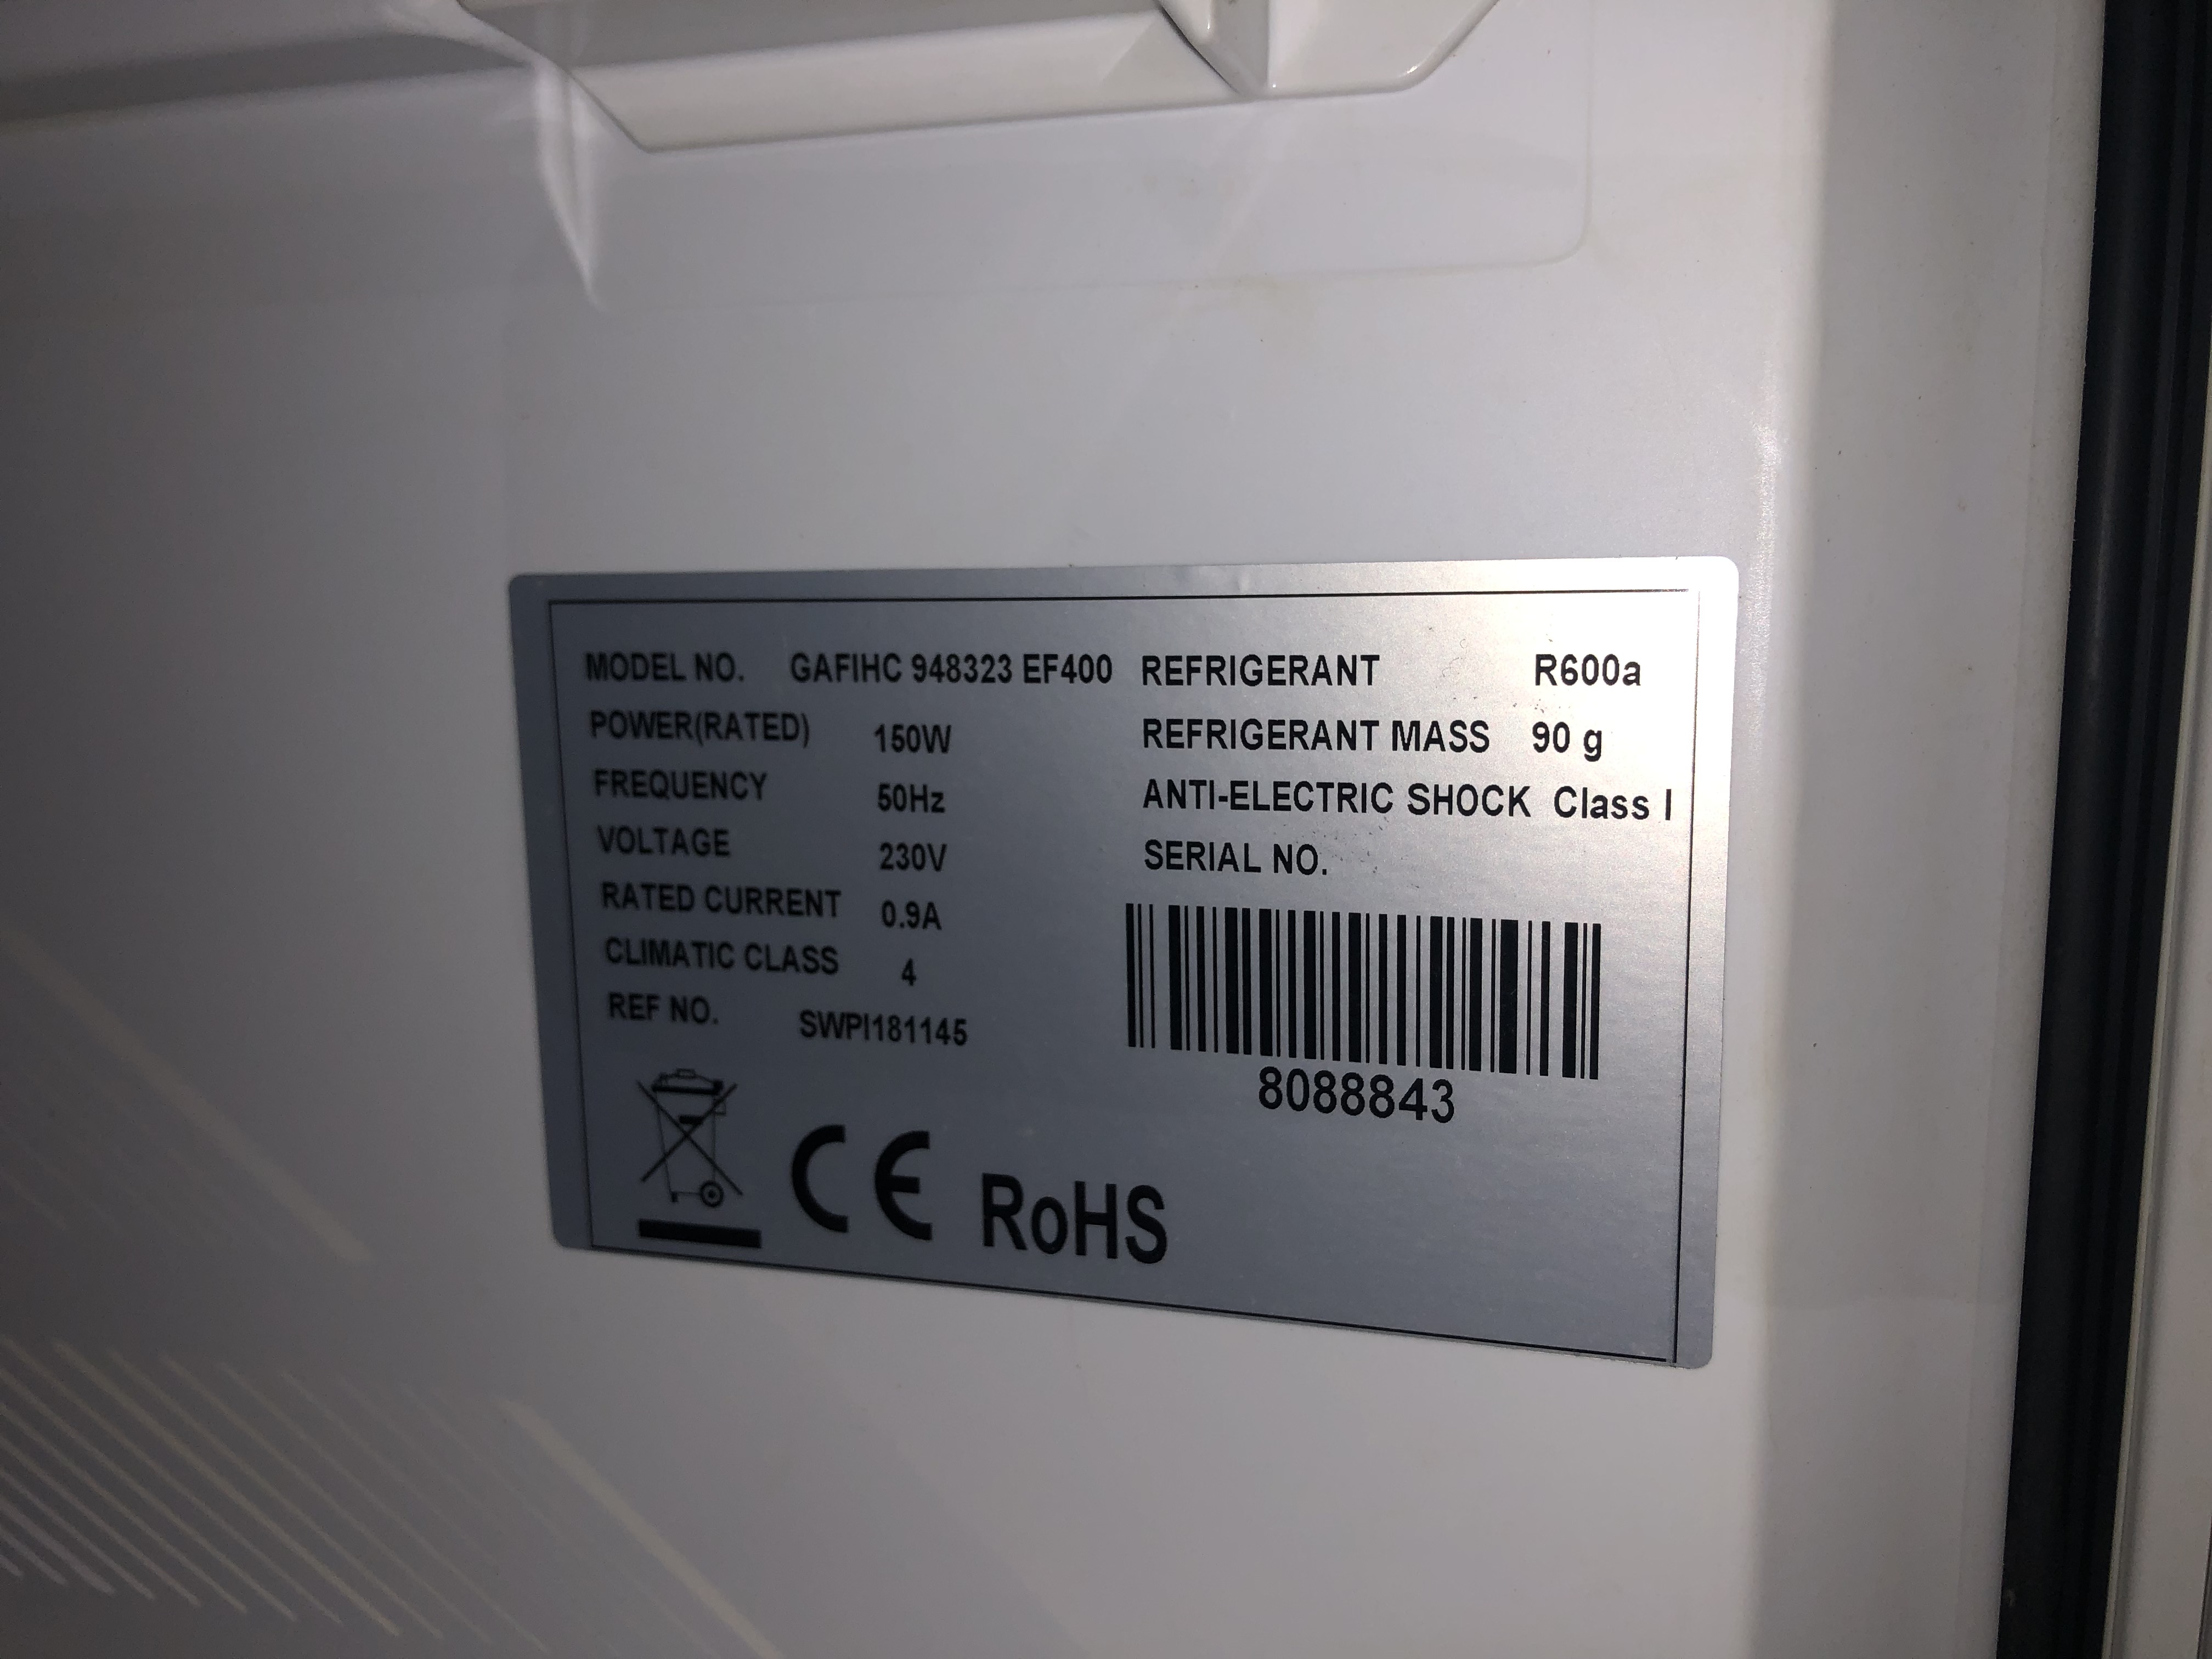 MODEL NO. GAFIHC 948323 EF400
POWER(RATED) 150W
FREQUENCY 50Hz
VOLTAGE 230V
RATED CURRENT 0.9A
CLIMATIC CLASS 4
REF NO. SWPI181145
REFRIGERANT R600a
REFRIGERANT MASS 90 g
ANTI-ELECTRIC SHOCK Class I
SERIAL NO.
8088843
CE RoHS